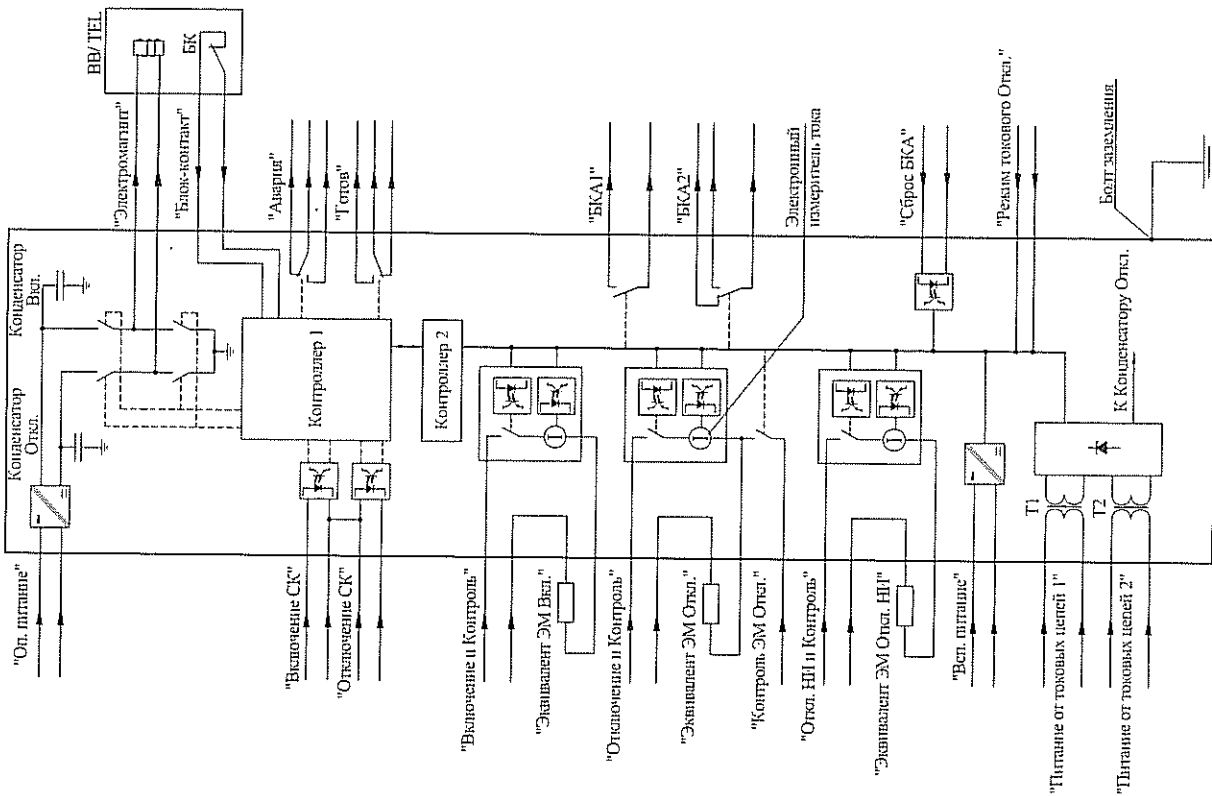 "Оп. питание"
"Включение СК"
"Отключение СК"
"Включение и Контроль"
"Эквивалент ЭМ Вкл."
"Отключение и Контроль"
"Эквивалент ЭМ Откл."
"Контроль ЭМ Откл."
"Откл. НИ и Контроль"
"Эквивалент ЭМ Откл. НИ"
"Всп. питание"
"Питание от токовых цепей 1"
"Питание от токовых цепей 2"
Конденсатор
Откл.
Конденсатор
Вкл.
Контроллер 1
Контроллер 2
I
I
I
Т1
Т2
К Конденсатору Откл.
ВВ/TEL
БК
"Электромагнит"
"Блок-контакт"
"Авария"
"Готов"
"БКА1"
"БКА2"
Электронный
измеритель тока
"Сброс БКА"
"Режим токового Откл."
Болт заземления